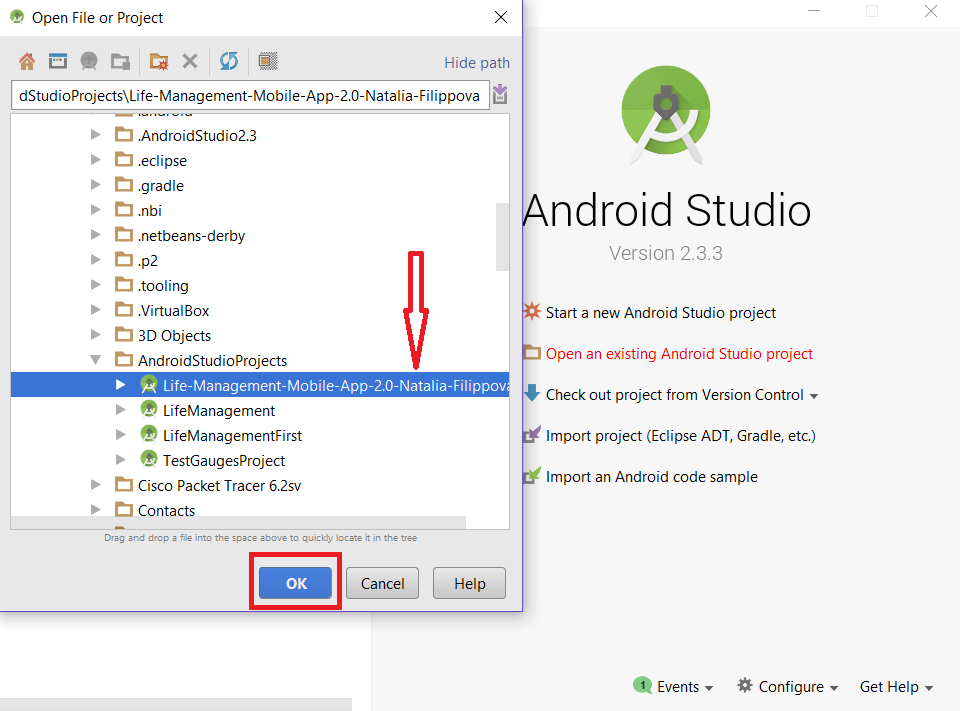 Open File or Project
Hide path
dStudioProjects\Life-Management-Mobile-App-2.0-Natalia-Filippova
.android
.AndroidStudio2.3
.eclipse
.gradle
.nbi
.netbeans-derby
.p2
.tooling
.VirtualBox
3D Objects
AndroidStudioProjects
Life-Management-Mobile-App-2.0-Natalia-Filippova
LifeManagement
LifeManagementFirst
TestGaugesProject
Cisco Packet Tracer 6.2sv
Contacts
Drag and drop a file into the space above to quickly locate it in the tree
OK
Cancel
Help
Android Studio
Version 2.3.3
Start a new Android Studio project
Open an existing Android Studio project
Check out project from Version Control
Import project (Eclipse ADT, Gradle, etc.)
Import an Android code sample
1 Events
Configure
Get Help